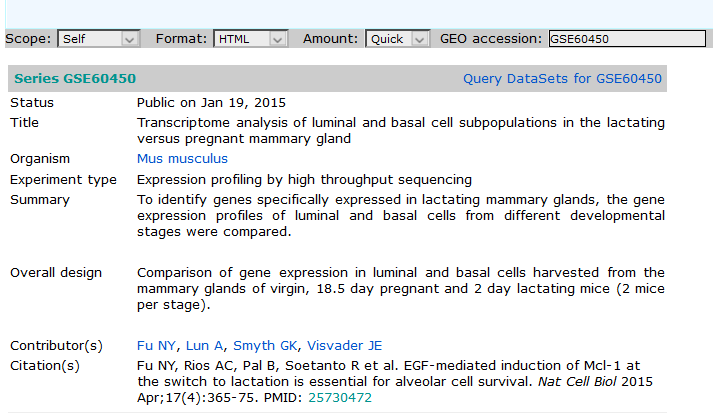 Scope: Self Format: HTML Amount: Quick GEO accession: GSE60450
Series GSE60450 Query DataSets for GSE60450
Status Public on Jan 19, 2015
Title Transcriptome analysis of luminal and basal cell subpopulations in the lactating
versus pregnant mammary gland
Organism Mus musculus
Experiment type Expression profiling by high throughput sequencing
Summary To identify genes specifically expressed in lactating mammary glands, the gene
expression profiles of luminal and basal cells from different developmental
stages were compared.
Overall design Comparison of gene expression in luminal and basal cells harvested from the
mammary glands of virgin, 18.5 day pregnant and 2 day lactating mice (2 mice
per stage).
Contributor(s) Fu NY, Lun A, Smyth GK, Visvader JE
Citation(s) Fu NY, Rios AC, Pal B, Soetanto R et al. EGF-mediated induction of Mcl-1 at
the switch to lactation is essential for alveolar cell survival. Nat Cell Biol 2015
Apr;17(4):365-75. PMID: 25730472